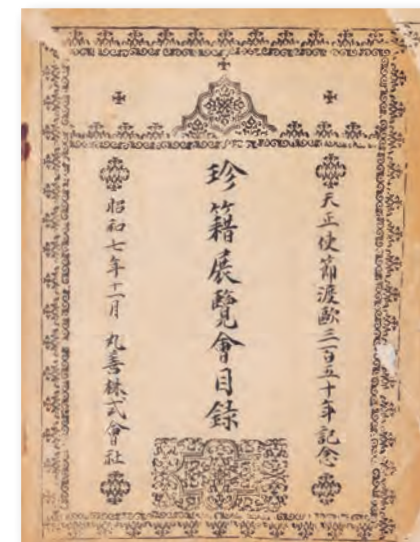 天正使節渡歐三百五十年記念
珍籍展覽會目錄
昭和七年十一月 丸善株式會社